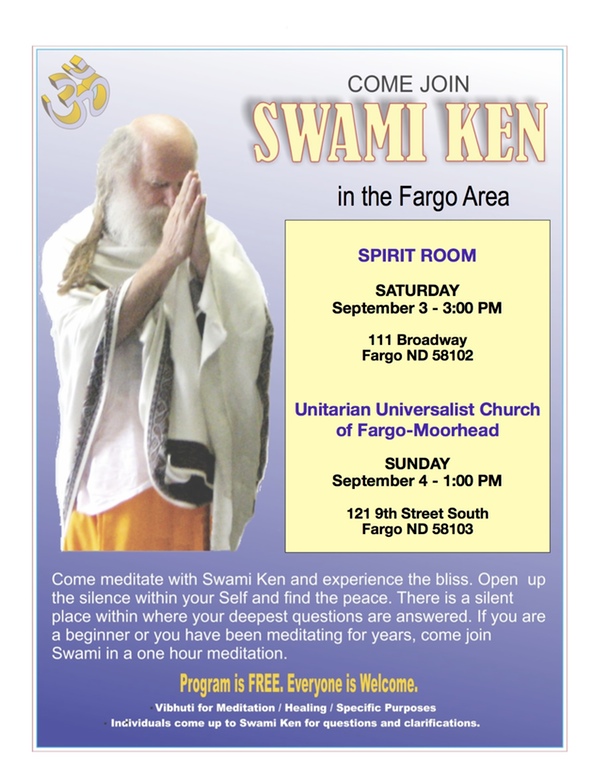 COME JOIN
SWAMI KEN
in the Fargo Area
SPIRIT ROOM
SATURDAY
September 3 - 3:00 PM
111 Broadway
Fargo ND 58102
Unitarian Universalist Church
of Fargo-Moorhead
SUNDAY
September 4 - 1:00 PM
121 9th Street South
Fargo ND 58103
Come meditate with Swami Ken and experience the bliss. Open up
the silence within your Self and find the peace. There is a silent
place within where your deepest questions are answered. If you are
a beginner or you have been meditating for years, come join
Swami in a one hour meditation.
Program is FREE. Everyone is Welcome.
Vibhuti for Meditation / Healing / Specific Purposes
Individuals come up to Swami Ken for questions and clarifications.